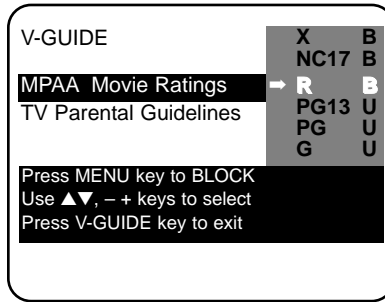 V-GUIDE
X B
NC17 B
MPAA Movie Ratings ➡ R B
TV Parental Guidelines
PG13 U
PG U
G U
Press MENU key to BLOCK
Use ▲▼, – + keys to select
Press V-GUIDE key to exit